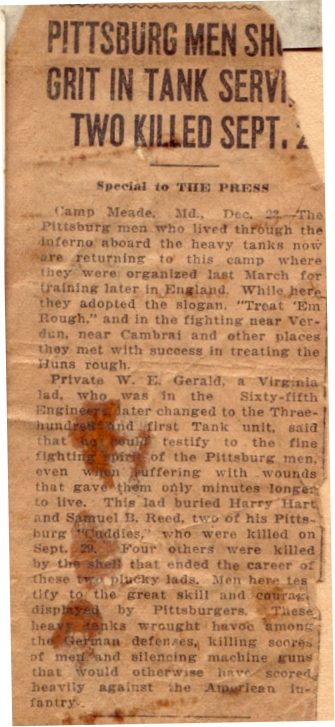 PITTSBURG MEN SH
GRIT IN TANK SERVI
TWO KILLED SEPT. 2
Special to THE PRESS
Camp Meade, Md., Dec. 23.—The
Pittsburg men who lived through the
inferno aboard the heavy tanks now
are returning to this camp where
they were organized last March for
training later in England. While here
they adopted the slogan, "Treat 'Em
Rough," and in the fighting near Ver-
dun, near Cambrai and other places
they met with success in treating the
Huns rough.
Private W. E. Gerald, a Virginia
lad, who was in the Sixty-fifth
Engineers, later changed to the Three-
hundred and first Tank unit, said
that he could testify to the fine
fighting spirit of the Pittsburg men,
even when suffering with wounds
that gave them only minutes longer
to live. This lad buried Harry Hart
and Samuel B. Reed, two of his Pitts-
burg "buddies," who were killed on
Sept. 29. Four others were killed
by the shell that ended the career of
these two plucky lads. Men here tes
tify to the great skill and courag
displayed by Pittsburgers. These
heavy tanks wrought havoc among
the German defenses, killing scores
of men and silencing machine guns
that would otherwise have scored
heavily against the American in-
fantry.